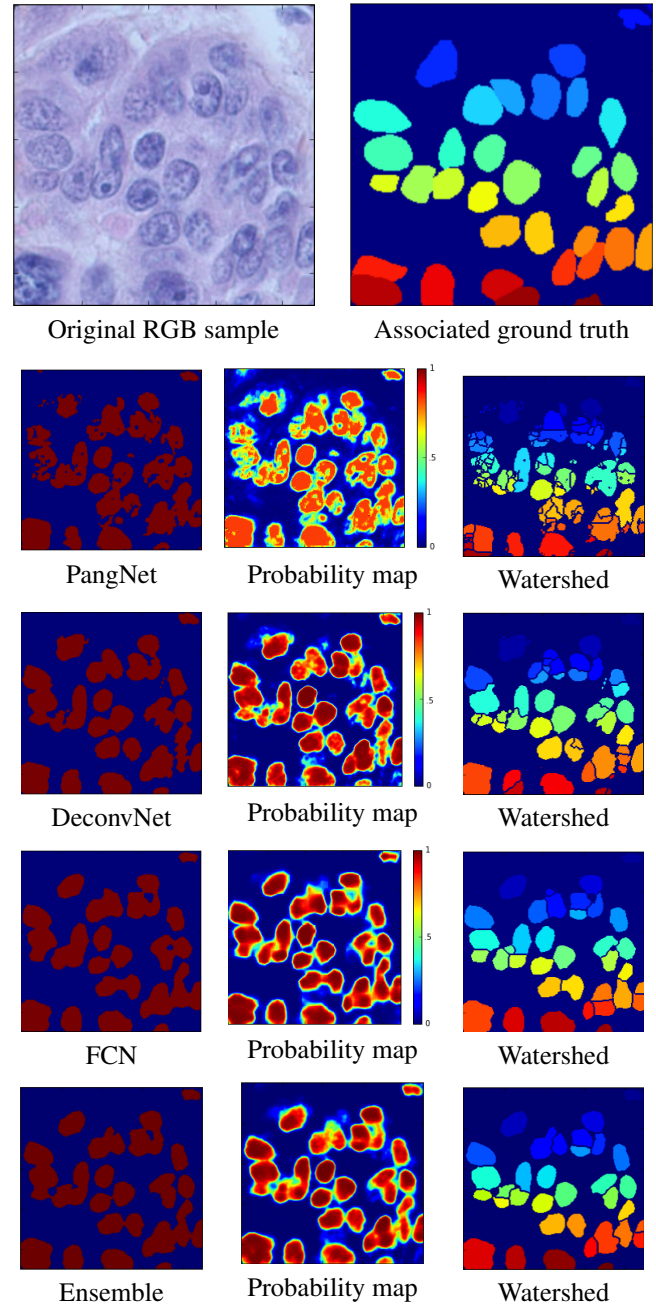 Original RGB sample
Associated ground truth
1
.5
0
PangNet
Probability map
Watershed
1
.5
0
DeconvNet
Probability map
Watershed
1
.5
0
FCN
Probability map
Watershed
Ensemble
Probability map
Watershed